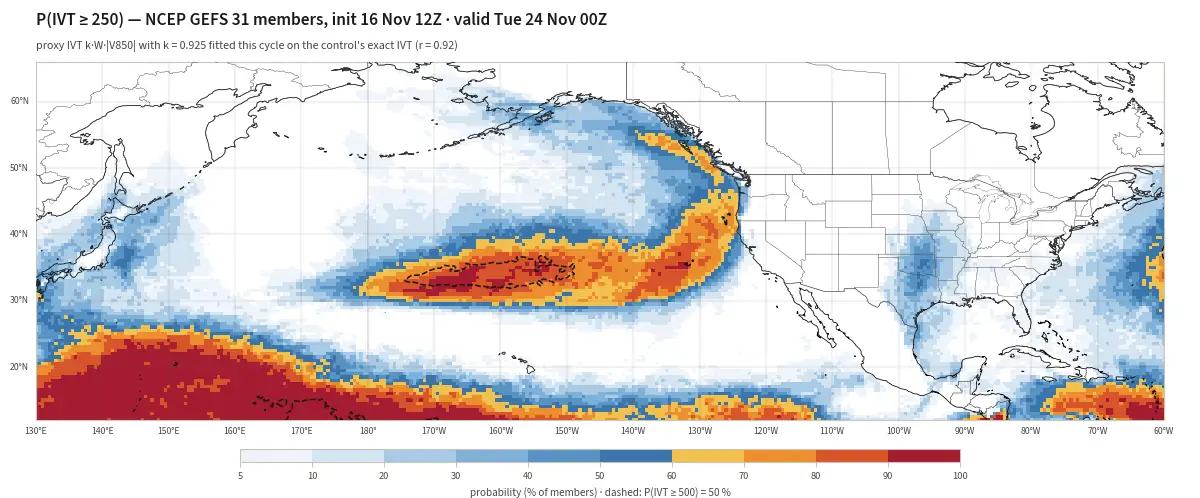 P(IVT ≥ 250) — NCEP GEFS 31 members, init 16 Nov 12Z · valid Tue 24 Nov 00Z
proxy IVT k·W·|V850| with k = 0.925 fitted this cycle on the control's exact IVT (r = 0.92)
60°N
50°N
40°N
30°N
20°N
130°E 140°E 150°E 160°E 170°E 180° 170°W 160°W 150°W 140°W 130°W 120°W 110°W 100°W 90°W 80°W 70°W 60°W
5 10 20 30 40 50 60 70 80 90 100
probability (% of members) · dashed: P(IVT ≥ 500) = 50 %